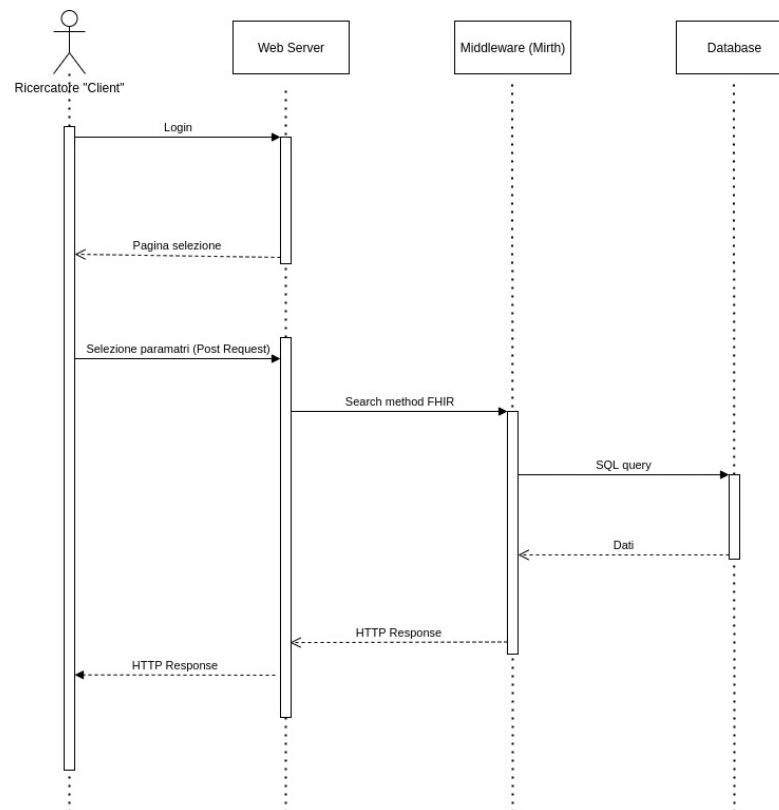 Ricercatore "Client"
Web Server
Middleware (Mirth)
Database
Login
Pagina selezione
Selezione paramatri (Post Request)
Search method FHIR
SQL query
Dati
HTTP Response
HTTP Response